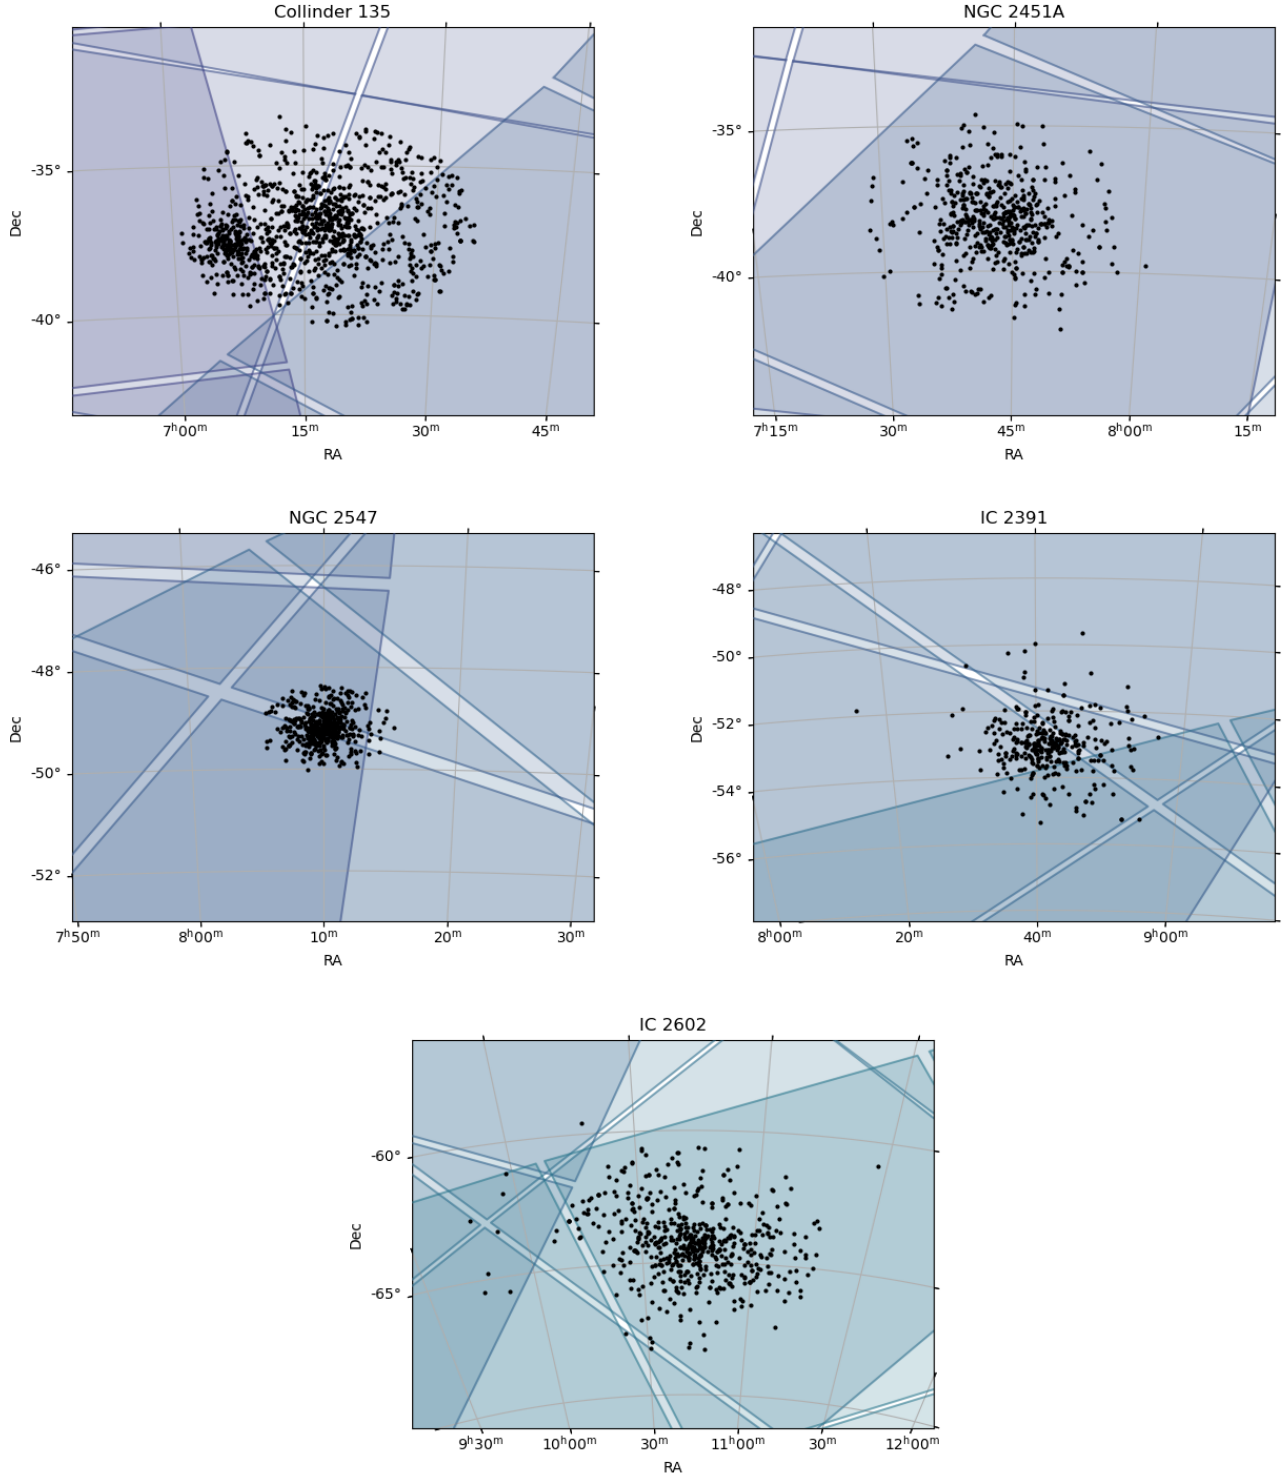 Collinder 135
NGC 2451A
Dec
-35°
-40°
7ʰ00ᵐ 15ᵐ 30ᵐ 45ᵐ
RA
Dec
-35°
-40°
7ʰ15ᵐ 30ᵐ 45ᵐ 8ʰ00ᵐ 15ᵐ
RA
NGC 2547
IC 2391
Dec
-46°
-48°
-50°
-52°
7ʰ50ᵐ 8ʰ00ᵐ 10ᵐ 20ᵐ 30ᵐ
RA
Dec
-48°
-50°
-52°
-54°
-56°
8ʰ00ᵐ 20ᵐ 40ᵐ 9ʰ00ᵐ
RA
IC 2602
Dec
-60°
-65°
9ʰ30ᵐ 10ʰ00ᵐ 30ᵐ 11ʰ00ᵐ 30ᵐ 12ʰ00ᵐ
RA